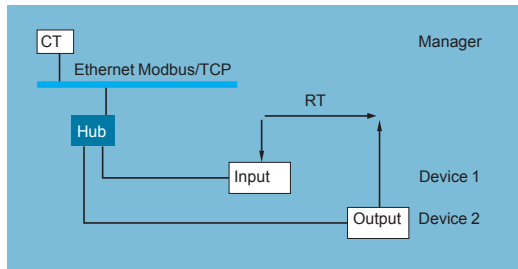 CT
Manager
Ethernet Modbus/TCP
RT
Hub
Input
Device 1
Output
Device 2